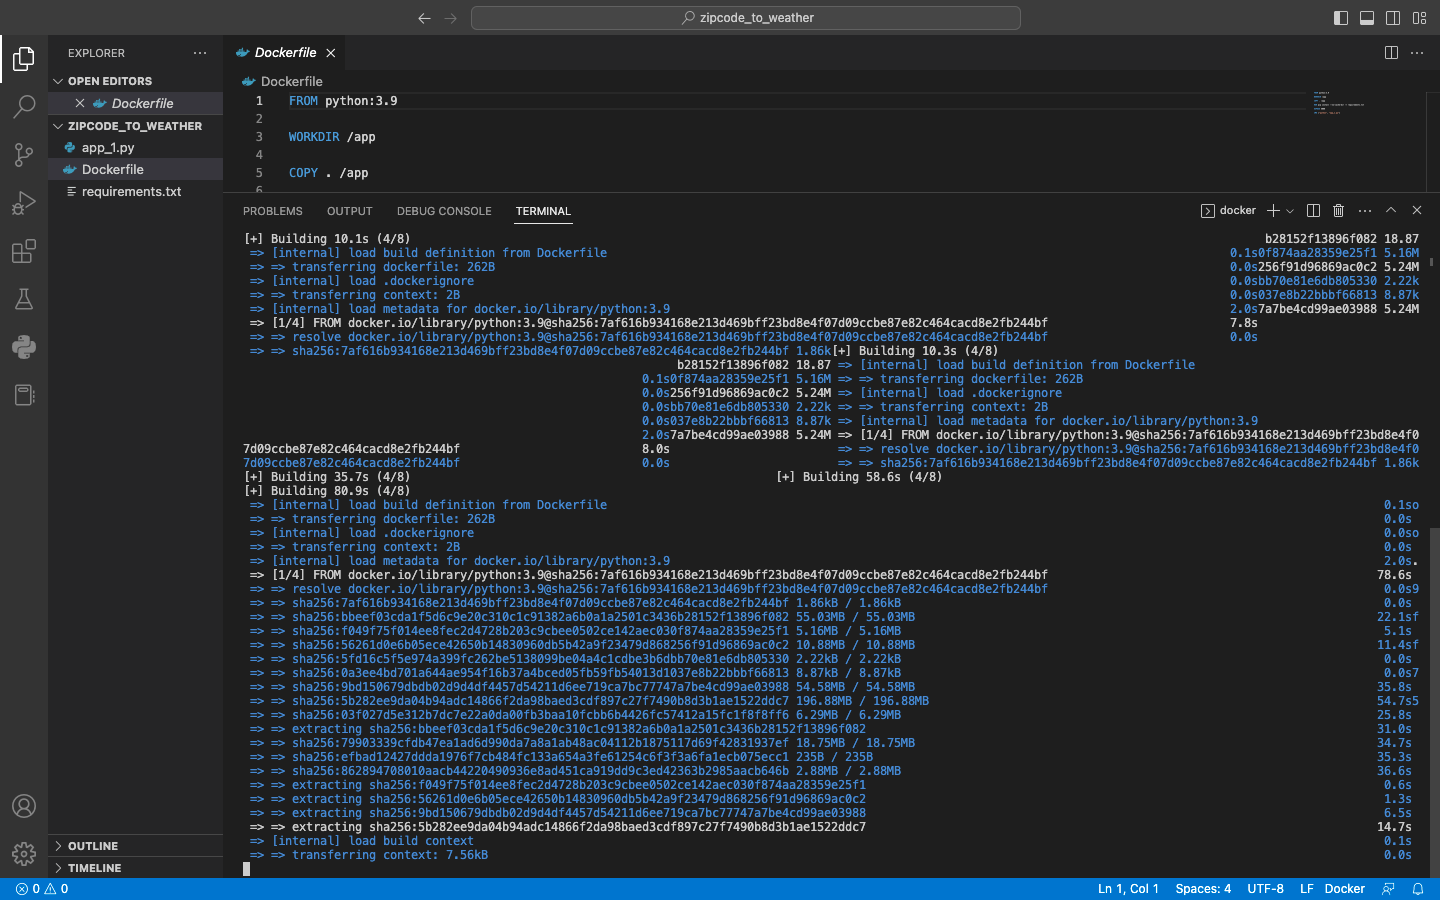 zipcode_to_weather
EXPLORER
OPEN EDITORS
Dockerfile
ZIPCODE_TO_WEATHER
app_1.py
Dockerfile
requirements.txt
OUTLINE
TIMELINE
Dockerfile
Dockerfile
1 FROM python:3.9
2
3 WORKDIR /app
4
5 COPY . /app
6
PROBLEMS OUTPUT DEBUG CONSOLE TERMINAL
docker
[+] Building 10.1s (4/8) b28152f13896f082 18.87
=> [internal] load build definition from Dockerfile 0.1s0f874aa28359e25f1 5.16M
=> => transferring dockerfile: 262B 0.0s256f91d96869ac0c2 5.24M
=> [internal] load .dockerignore 0.0sbb70e81e6db805330 2.22k
=> => transferring context: 2B 0.0s037e8b22bbbf66813 8.87k
=> [internal] load metadata for docker.io/library/python:3.9 2.0s7a7be4cd99ae03988 5.24M
=> [1/4] FROM docker.io/library/python:3.9@sha256:7af616b934168e213d469bff23bd8e4f07d09ccbe87e82c464cacd8e2fb244bf 7.8s
=> => resolve docker.io/library/python:3.9@sha256:7af616b934168e213d469bff23bd8e4f07d09ccbe87e82c464cacd8e2fb244bf 0.0s
=> => sha256:7af616b934168e213d469bff23bd8e4f07d09ccbe87e82c464cacd8e2fb244bf 1.86k[+] Building 10.3s (4/8)
b28152f13896f082 18.87 => [internal] load build definition from Dockerfile
0.1s0f874aa28359e25f1 5.16M => => transferring dockerfile: 262B
0.0s256f91d96869ac0c2 5.24M => [internal] load .dockerignore
0.0sbb70e81e6db805330 2.22k => => transferring context: 2B
0.0s037e8b22bbbf66813 8.87k => [internal] load metadata for docker.io/library/python:3.9
2.0s7a7be4cd99ae03988 5.24M => [1/4] FROM docker.io/library/python:3.9@sha256:7af616b934168e213d469bff23bd8e4f0
7d09ccbe87e82c464cacd8e2fb244bf 8.0s => => resolve docker.io/library/python:3.9@sha256:7af616b934168e213d469bff23bd8e4f0
7d09ccbe87e82c464cacd8e2fb244bf 0.0s => => sha256:7af616b934168e213d469bff23bd8e4f07d09ccbe87e82c464cacd8e2fb244bf 1.86k
[+] Building 35.7s (4/8) [+] Building 58.6s (4/8)
[+] Building 80.9s (4/8)
=> [internal] load build definition from Dockerfile 0.1so
=> => transferring dockerfile: 262B 0.0s
=> [internal] load .dockerignore 0.0so
=> => transferring context: 2B 0.0s
=> [internal] load metadata for docker.io/library/python:3.9 2.0s.
=> [1/4] FROM docker.io/library/python:3.9@sha256:7af616b934168e213d469bff23bd8e4f07d09ccbe87e82c464cacd8e2fb244bf 78.6s
=> => resolve docker.io/library/python:3.9@sha256:7af616b934168e213d469bff23bd8e4f07d09ccbe87e82c464cacd8e2fb244bf 0.0s9
=> => sha256:7af616b934168e213d469bff23bd8e4f07d09ccbe87e82c464cacd8e2fb244bf 1.86kB / 1.86kB 0.0s
=> => sha256:bbeef03cda1f5d6c9e20c310c1c91382a6b0a1a2501c3436b28152f13896f082 55.03MB / 55.03MB 22.1sf
=> => sha256:f049f75f014ee8fec2d4728b203c9cbee0502ce142aec030f874aa28359e25f1 5.16MB / 5.16MB 5.1s
=> => sha256:56261d0e6b05ece42650b14830960db5b42a9f23479d868256f91d96869ac0c2 10.88MB / 10.88MB 11.4sf
=> => sha256:5fd16c5f5e974a399fc262be5138099be04a4c1cdbe3b6dbb70e81e6db805330 2.22kB / 2.22kB 0.0s
=> => sha256:0a3ee4bd701a644ae954f16b37a4bced05fb59fb54013d1037e8b22bbbf66813 8.87kB / 8.87kB 0.0s7
=> => sha256:9bd150679dbdb02d9d4df4457d54211d6ee719ca7bc77747a7be4cd99ae03988 54.58MB / 54.58MB 35.8s
=> => sha256:5b282ee9da04b94adc14866f2da98baed3cdf897c27f7490b8d3b1ae1522ddc7 196.88MB / 196.88MB 54.7s5
=> => sha256:03f027d5e312b7dc7e22a0da00fb3baa10fcbb6b4426fc57412a15fc1f8f8ff6 6.29MB / 6.29MB 25.8s
=> => extracting sha256:bbeef03cda1f5d6c9e20c310c1c91382a6b0a1a2501c3436b28152f13896f082 31.0s
=> => sha256:79903339cfdb47ea1ad6d990da7a8a1ab48ac04112b1875117d69f42831937ef 18.75MB / 18.75MB 34.7s
=> => sha256:efbad12427ddda1976f7cb484fc133a654a3fe61254c6f3f3a6fa1ecb075ecc1 235B / 235B 35.3s
=> => sha256:862894708010aacb44220490936e8ad451ca919dd9c3ed42363b2985aacb646b 2.88MB / 2.88MB 36.6s
=> => extracting sha256:f049f75f014ee8fec2d4728b203c9cbee0502ce142aec030f874aa28359e25f1 0.6s
=> => extracting sha256:56261d0e6b05ece42650b14830960db5b42a9f23479d868256f91d96869ac0c2 1.3s
=> => extracting sha256:9bd150679dbdb02d9d4df4457d54211d6ee719ca7bc77747a7be4cd99ae03988 6.5s
=> => extracting sha256:5b282ee9da04b94adc14866f2da98baed3cdf897c27f7490b8d3b1ae1522ddc7 14.7s
=> [internal] load build context 0.1s
=> => transferring context: 7.56kB 0.0s
0 0 Ln 1, Col 1 Spaces: 4 UTF-8 LF Docker